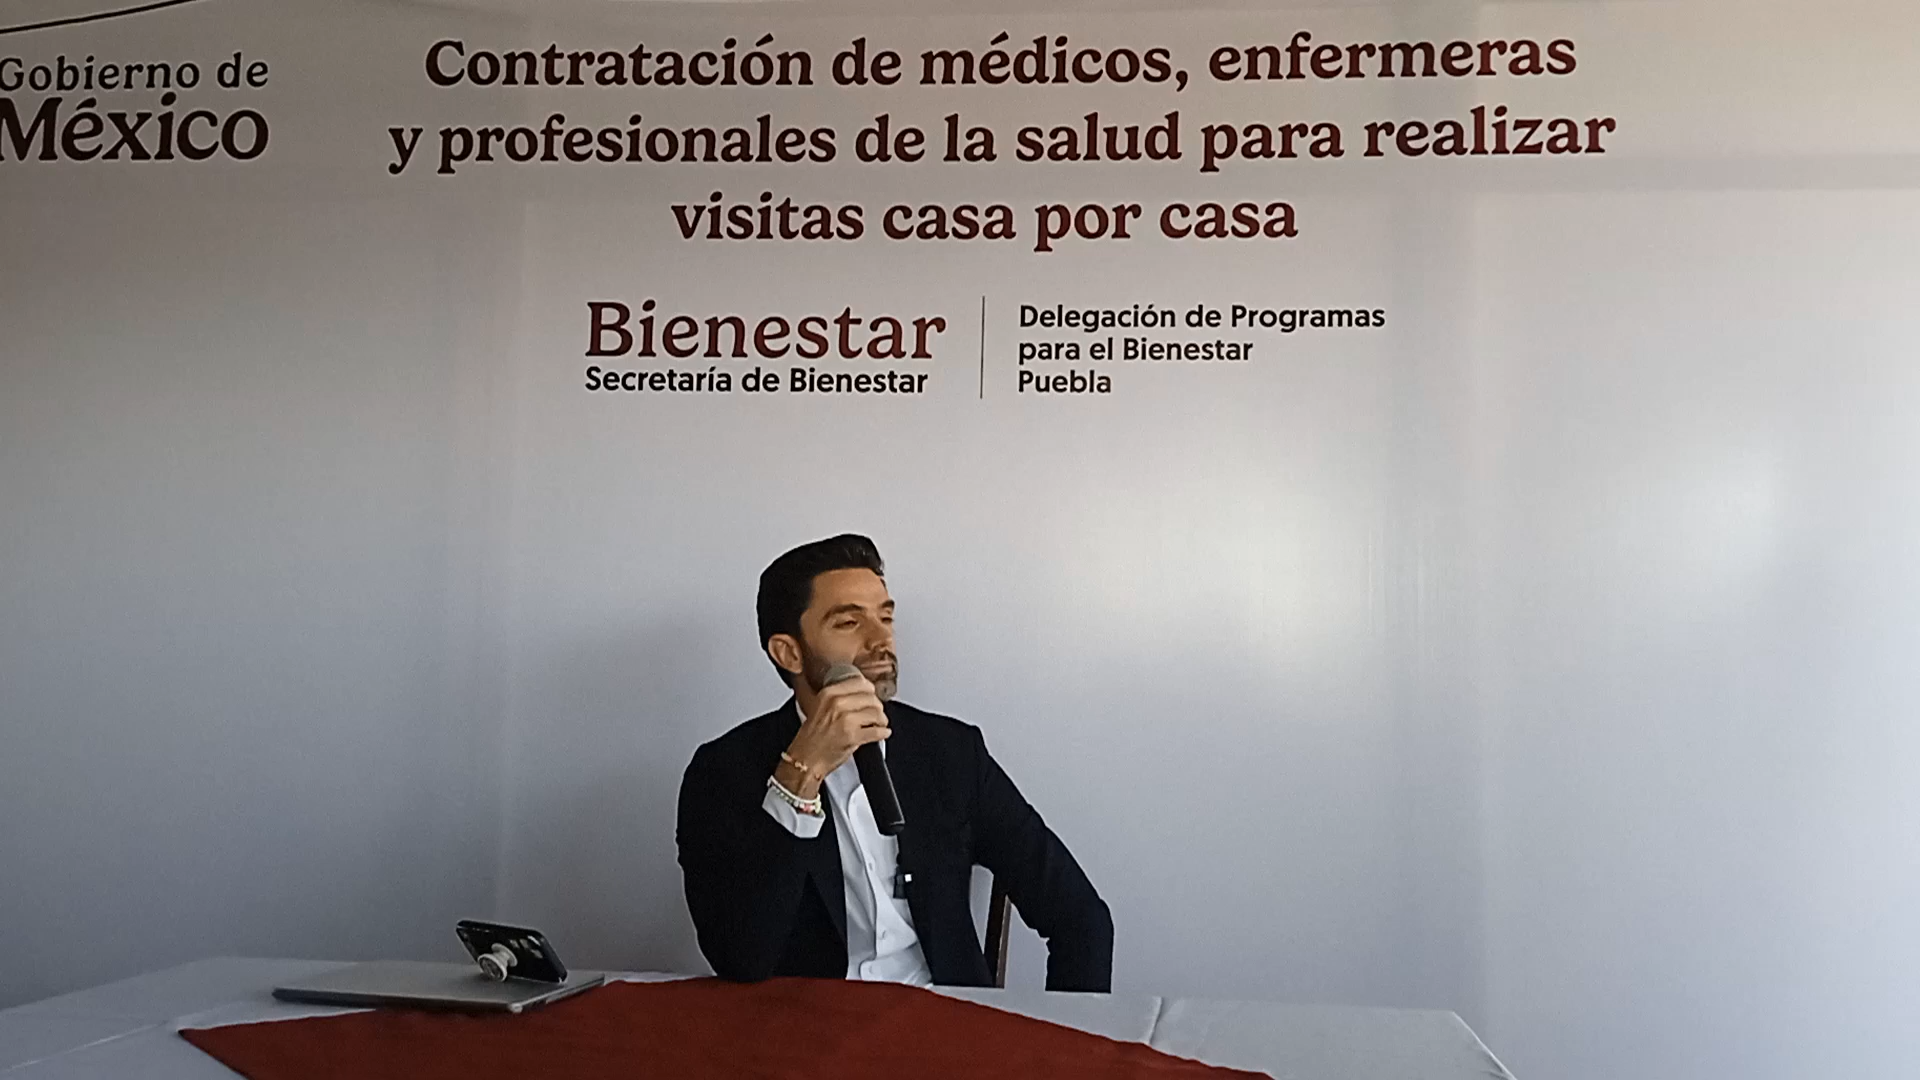 Gobierno de
México
Contratación de médicos, enfermeras
y profesionales de la salud para realizar
visitas casa por casa
Bienestar
Secretaría de Bienestar
Delegación de Programas
para el Bienestar
Puebla